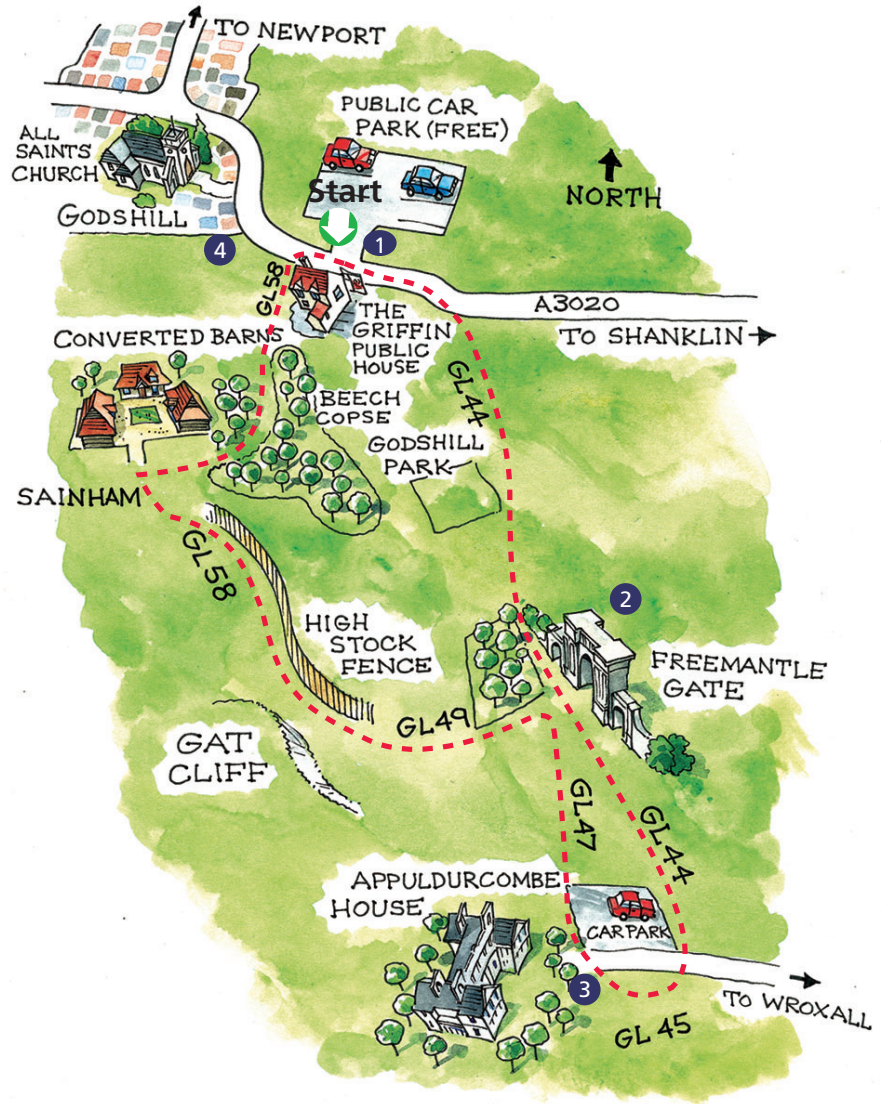 TO NEWPORT
PUBLIC CAR
PARK (FREE)
ALL
SAINTS
CHURCH
NORTH
Start
GODSHILL
1
4
GL58
A3020
THE
GRIFFIN
PUBLIC
HOUSE
TO SHANKLIN
CONVERTED BARNS
GL44
BEECH
COPSE
GODSHILL
PARK
SAINHAM
GL58
2
HIGH
STOCK
FENCE
FREEMANTLE
GATE
GL49
GAT
CLIFF
GL47
GL44
APPULDURCOMBE
HOUSE
CAR PARK
3
TO WROXALL
GL 45